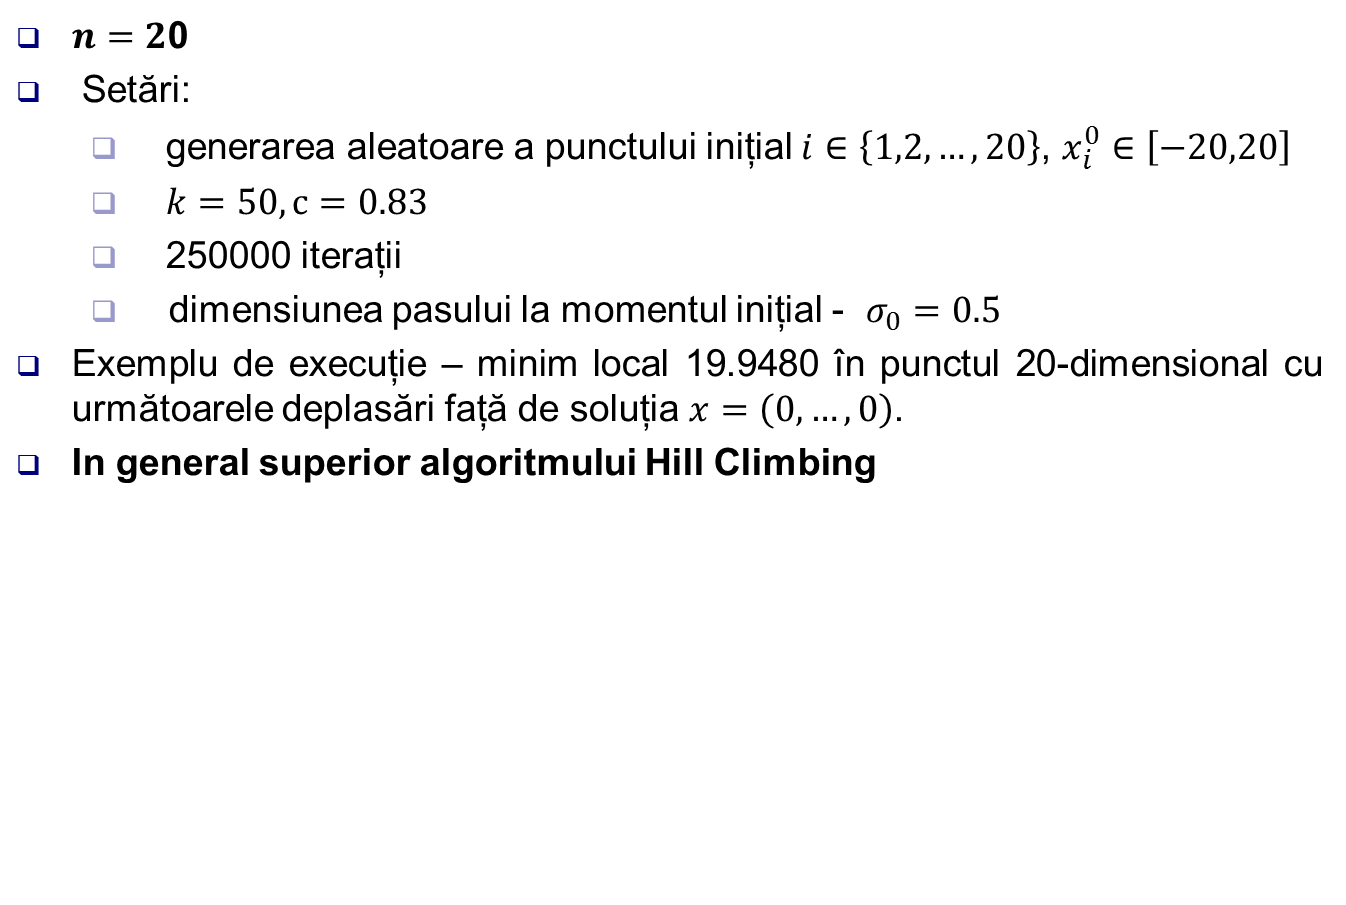 n = 20
Setări:
generarea aleatoare a punctului inițial i ∈ {1,2, … , 20}, x_i^0 ∈ [−20,20]
k = 50, c = 0.83
250000 iterații
dimensiunea pasului la momentul inițial - σ_0 = 0.5
Exemplu de execuție – minim local 19.9480 în punctul 20-dimensional cu
următoarele deplasări față de soluția x = (0, … , 0).
In general superior algoritmului Hill Climbing